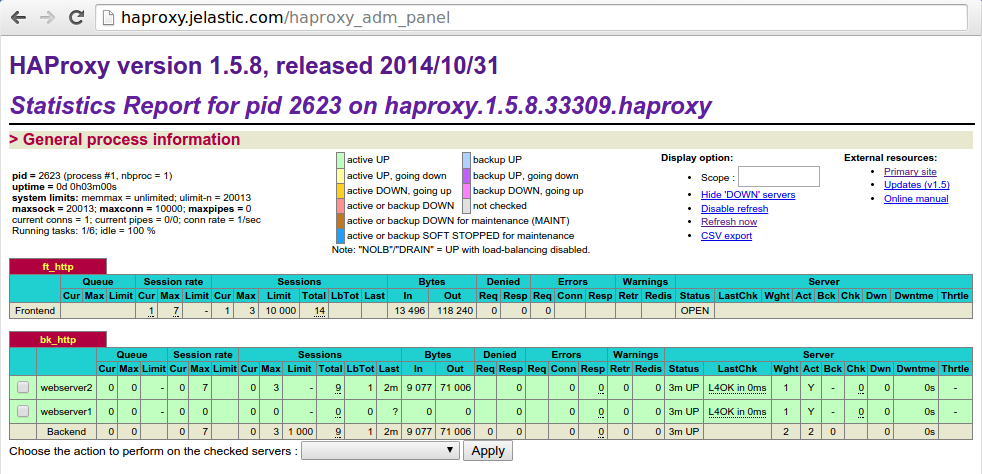 haproxy.jelastic.com/haproxy_adm_panel
HAProxy version 1.5.8, released 2014/10/31
Statistics Report for pid 2623 on haproxy.1.5.8.33309.haproxy
> General process information
pid = 2623 (process #1, nbproc = 1)
uptime = 0d 0h03m00s
system limits: memmax = unlimited; ulimit-n = 20013
maxsock = 20013; maxconn = 10000; maxpipes = 0
current conns = 1; current pipes = 0/0; conn rate = 1/sec
Running tasks: 1/6; idle = 100 %
active UP backup UP
active UP, going down backup UP, going down
active DOWN, going up backup DOWN, going up
active or backup DOWN not checked
active or backup DOWN for maintenance (MAINT)
active or backup SOFT STOPPED for maintenance
Note: "NOLB"/"DRAIN" = UP with load-balancing disabled.
Display option:
Scope :
Hide 'DOWN' servers
Disable refresh
Refresh now
CSV export
External resources:
Primary site
Updates (v1.5)
Online manual
ft_http
Queue Session rate Sessions Bytes Denied Errors Warnings Server
Cur Max Limit Cur Max Limit Cur Max Limit Total LbTot Last In Out Req Resp Req Conn Resp Retr Redis Status LastChk Wght Act Bck Chk Dwn Dwntme Thrtle
Frontend 1 7 - 1 3 10 000 14 13 496 118 240 0 0 0 OPEN
bk_http
Queue Session rate Sessions Bytes Denied Errors Warnings Server
Cur Max Limit Cur Max Limit Cur Max Limit Total LbTot Last In Out Req Resp Req Conn Resp Retr Redis Status LastChk Wght Act Bck Chk Dwn Dwntme Thrtle
webserver2 0 0 - 0 7 0 3 - 9 1 2m 9 077 71 006 0 0 0 0 0 3m UP L4OK in 0ms 1 Y - 0 0 0s -
webserver1 0 0 - 0 0 0 0 - 0 0 ? 0 0 0 0 0 0 0 3m UP L4OK in 0ms 1 Y - 0 0 0s -
Backend 0 0 0 7 0 3 1 000 9 1 2m 9 077 71 006 0 0 0 0 0 0 3m UP 2 2 0 0 0s
Choose the action to perform on the checked servers : Apply